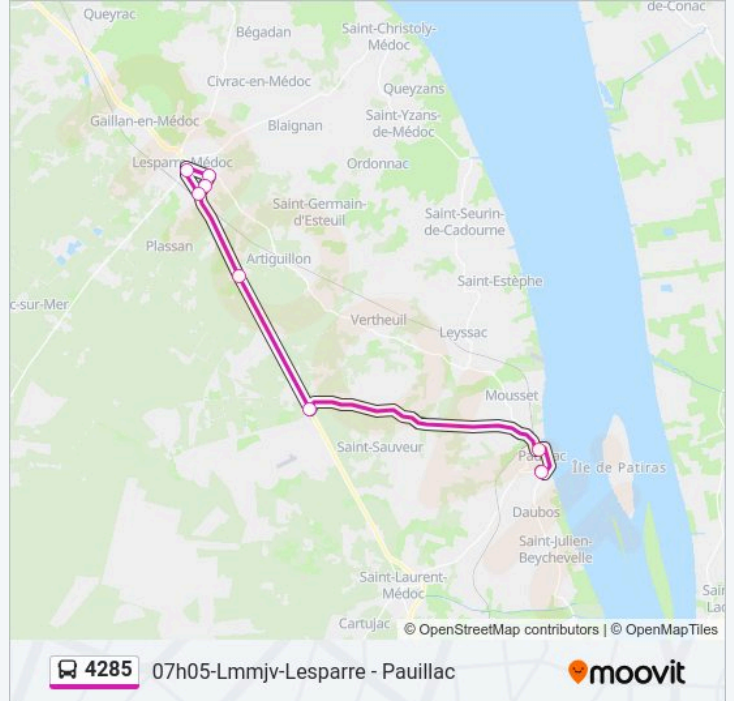 Queyrac
de-Conac
Saint-Christoly-
Médoc
Bégadan
Civrac-en-Médoc
Queyzans
Gaillan-en-Médoc
Blaignan
Saint-Yzans-
de-Médoc
Lesparre-Médoc
Ordonnac
Saint-Germain-
d'Esteuil
Saint-Seurin-
de-Cadourne
Plassan
Artiguillon
Saint-Estèphe
c-sur-Mer
Vertheuil
Leyssac
Mousset
Saint-Sauveur
Île de Patiras
Daubos
Saint-Julien-
Beychevelle
Saint-Laurent-
Médoc
Cartujac
© OpenStreetMap contributors | © OpenMapTiles
4285 07h05-Lmmjv-Lesparre - Pauillac
moovit